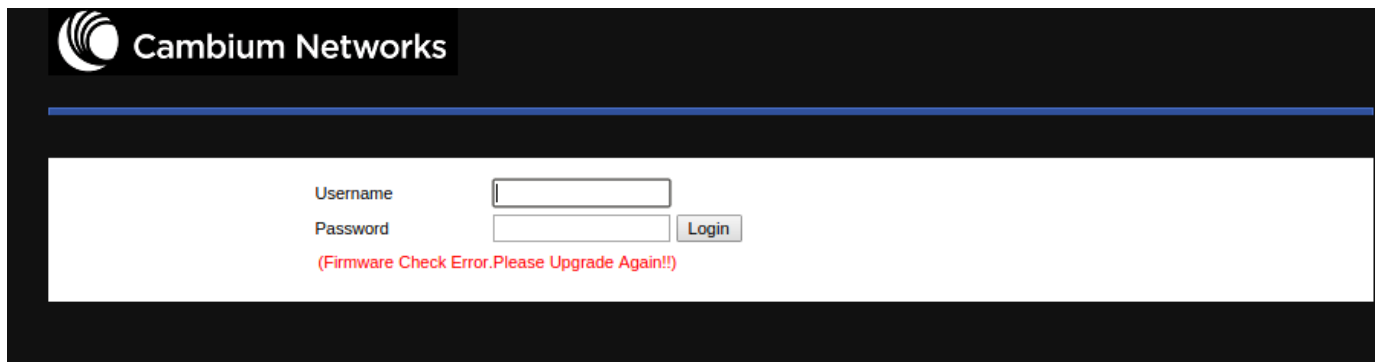 Cambium Networks
Username
Password
Login
(Firmware Check Error.Please Upgrade Again!!)